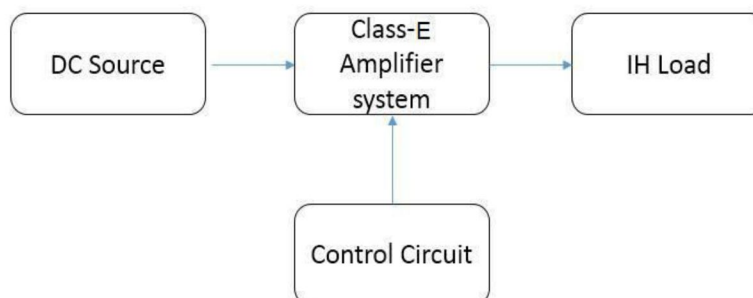 DC Source
Class-E
Amplifier
system
IH Load
Control Circuit